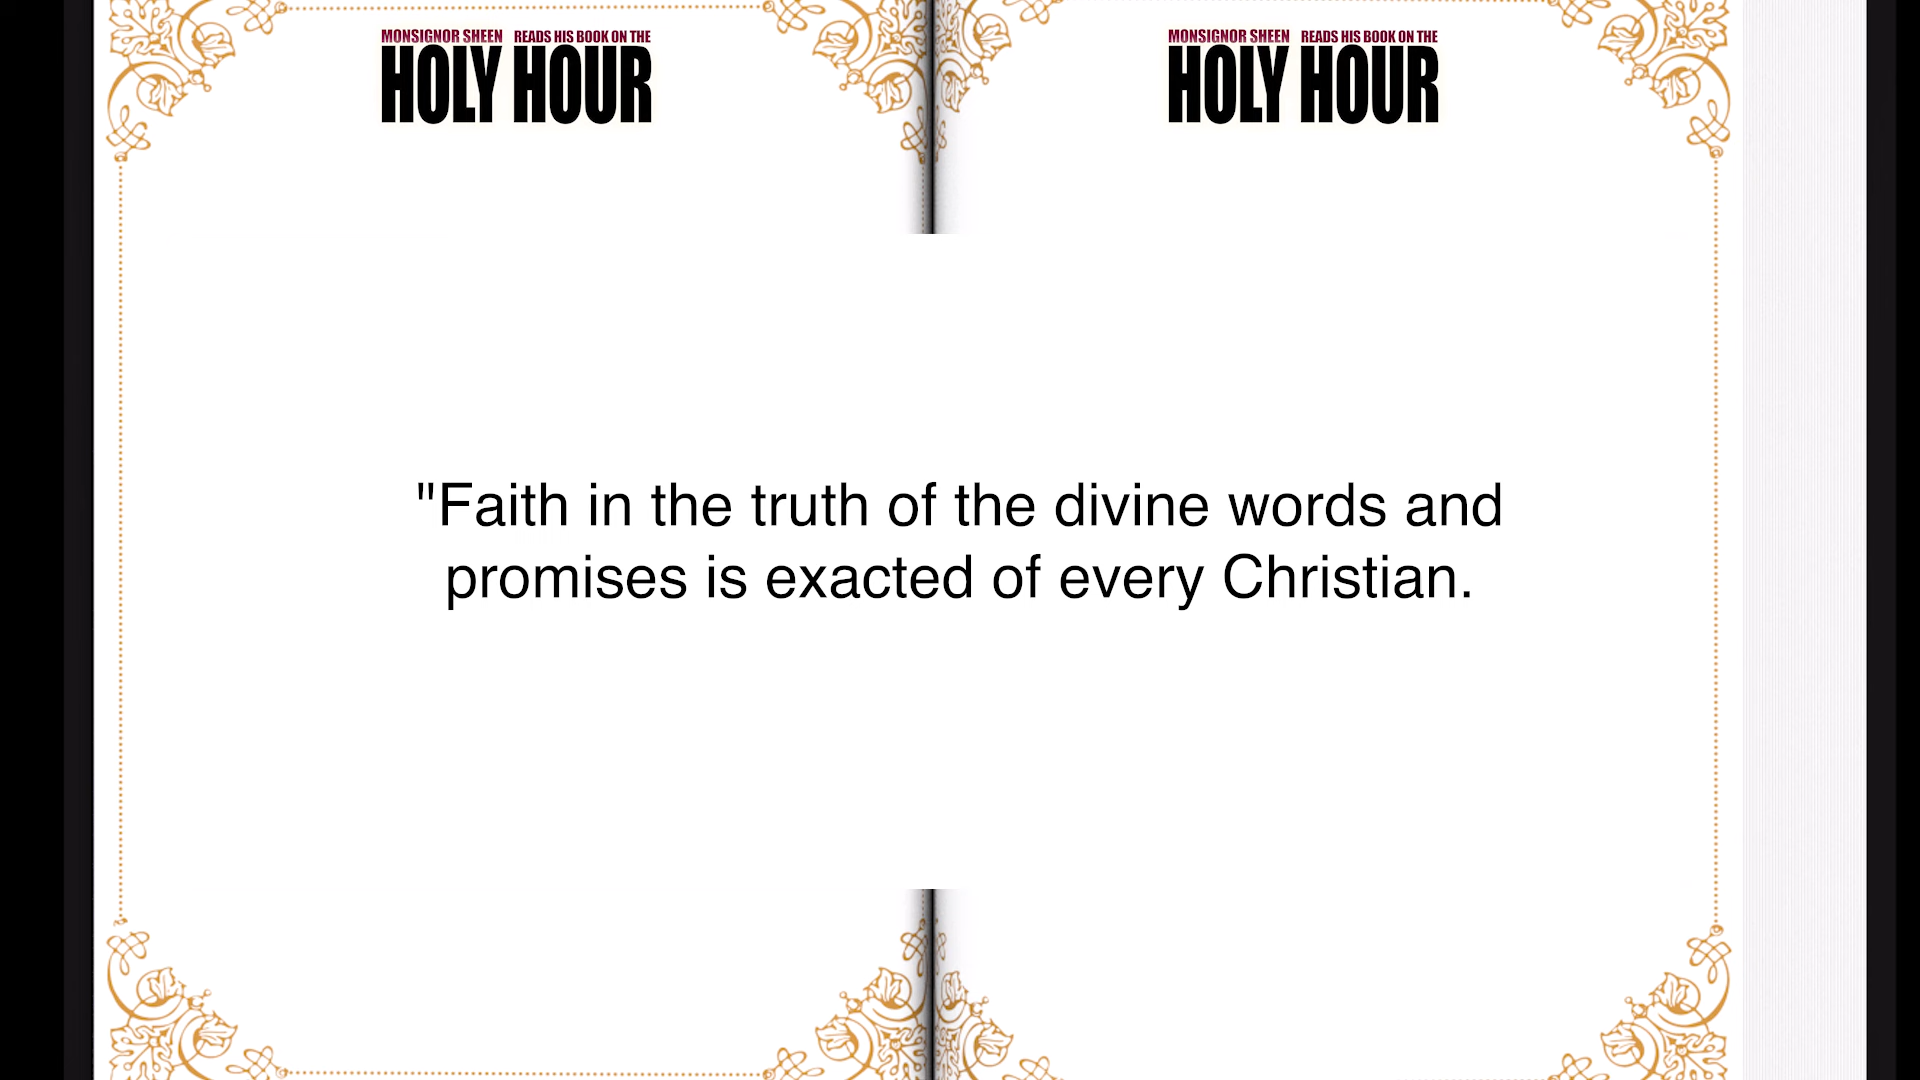 MONSIGNOR SHEEN READS HIS BOOK ON THE
HOLY HOUR
MONSIGNOR SHEEN READS HIS BOOK ON THE
HOLY HOUR
"Faith in the truth of the divine words and
promises is exacted of every Christian.